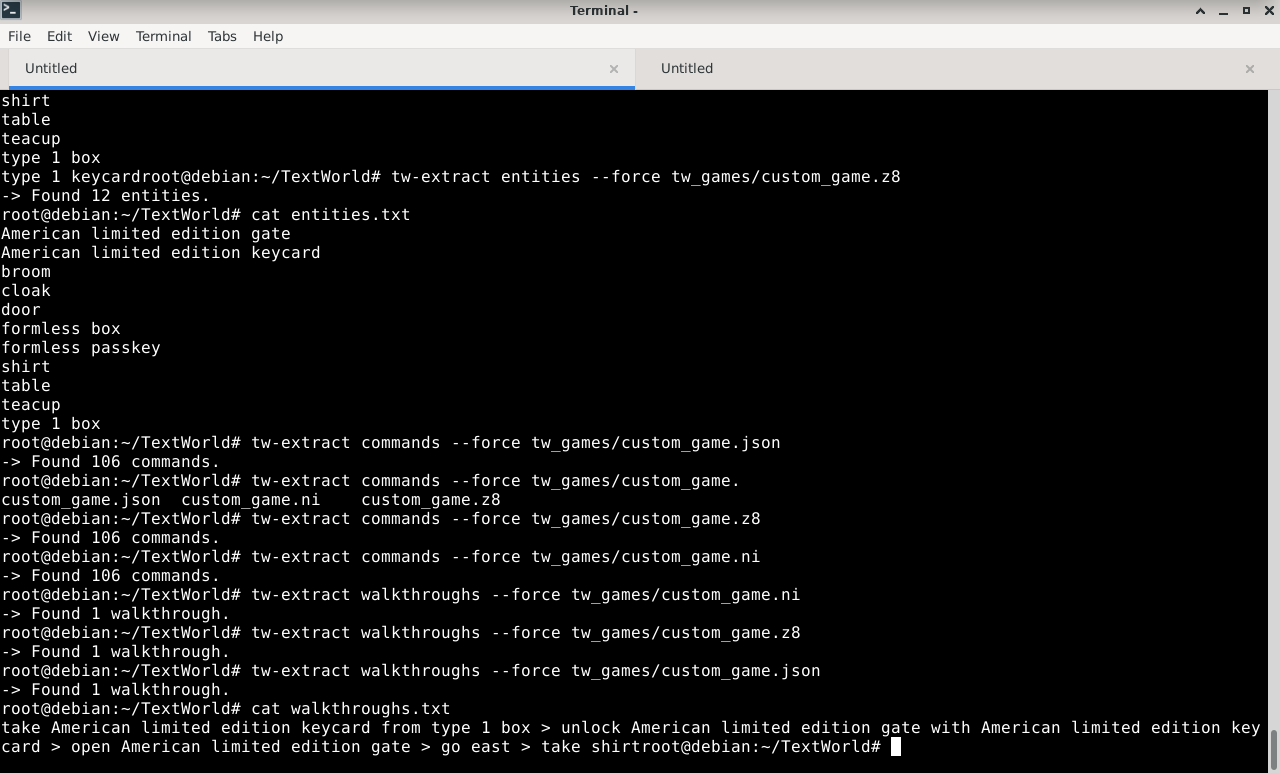 Terminal -
File Edit View Terminal Tabs Help
Untitled Untitled
shirt
table
teacup
type 1 box
type 1 keycardroot@debian:~/TextWorld# tw-extract entities --force tw_games/custom_game.z8
-> Found 12 entities.
root@debian:~/TextWorld# cat entities.txt
American limited edition gate
American limited edition keycard
broom
cloak
door
formless box
formless passkey
shirt
table
teacup
type 1 box
root@debian:~/TextWorld# tw-extract commands --force tw_games/custom_game.json
-> Found 106 commands.
root@debian:~/TextWorld# tw-extract commands --force tw_games/custom_game.
custom_game.json  custom_game.ni    custom_game.z8
root@debian:~/TextWorld# tw-extract commands --force tw_games/custom_game.z8
-> Found 106 commands.
root@debian:~/TextWorld# tw-extract commands --force tw_games/custom_game.ni
-> Found 106 commands.
root@debian:~/TextWorld# tw-extract walkthroughs --force tw_games/custom_game.ni
-> Found 1 walkthrough.
root@debian:~/TextWorld# tw-extract walkthroughs --force tw_games/custom_game.z8
-> Found 1 walkthrough.
root@debian:~/TextWorld# tw-extract walkthroughs --force tw_games/custom_game.json
-> Found 1 walkthrough.
root@debian:~/TextWorld# cat walkthroughs.txt
take American limited edition keycard from type 1 box > unlock American limited edition gate with American limited edition key
card > open American limited edition gate > go east > take shirtroot@debian:~/TextWorld#